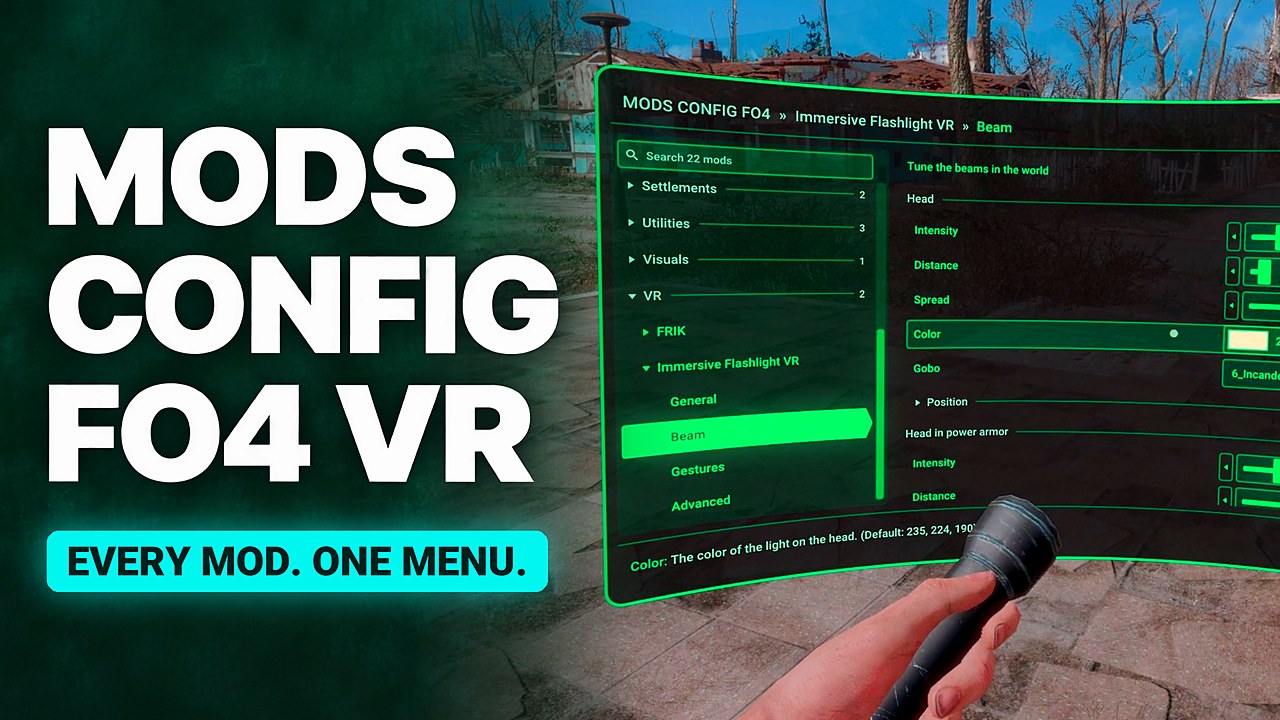 MODS
CONFIG
FO4 VR
EVERY MOD. ONE MENU.
MODS CONFIG FO4 » Immersive Flashlight VR » Beam
Search 22 mods
Settlements 2
Utilities 3
Visuals 1
VR 2
FRIK
Immersive Flashlight VR
General
Beam
Gestures
Advanced
Tune the beams in the world
Head
Intensity
Distance
Spread
Color 2
Gobo 6_Incande
Position
Head in power armor
Intensity
Distance
Color: The color of the light on the head. (Default: 235, 224, 190)